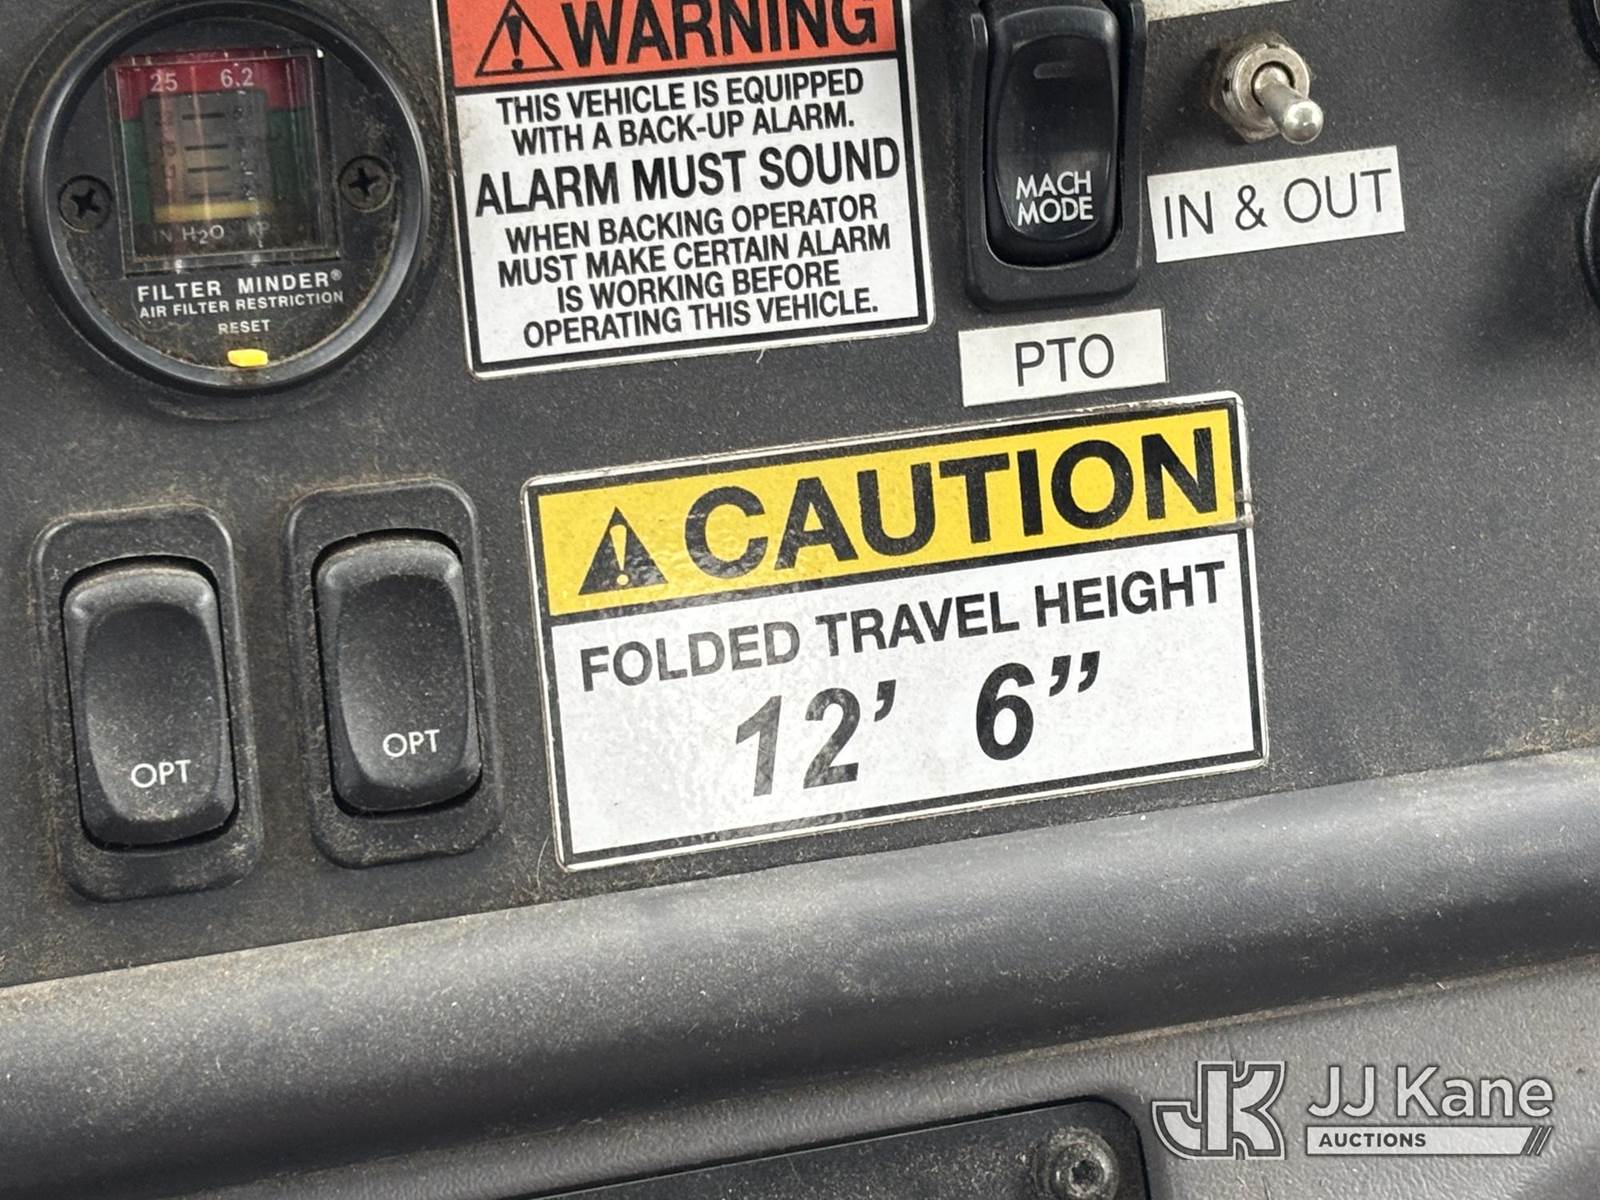 25 6.2
IN H2O
FILTER MINDER®
AIR FILTER RESTRICTION
RESET
WARNING
THIS VEHICLE IS EQUIPPED
WITH A BACK-UP ALARM.
ALARM MUST SOUND
WHEN BACKING OPERATOR
MUST MAKE CERTAIN ALARM
IS WORKING BEFORE
OPERATING THIS VEHICLE.
MACH
MODE
IN & OUT
PTO
CAUTION
FOLDED TRAVEL HEIGHT
12’ 6”
OPT
OPT
JJ Kane
AUCTIONS